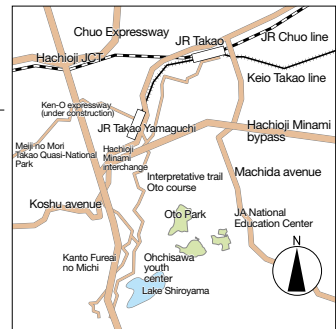 Chuo Expressway
JR Takao
JR Chuo line
Hachioji JCT
Keio Takao line
Ken-O expressway
(under construction)
JR Takao Yamaguchi
Hachioji Minami
bypass
Meiji no Mori
Takao Quasi-National
Park
Hachioji
Minami
interchange
Interpretative trail
Oto course
Machida avenue
Koshu avenue
Oto Park
JA National
Education Center
N
Kanto Fureai
no Michi
Ohchisawa
youth
center
Lake Shiroyama